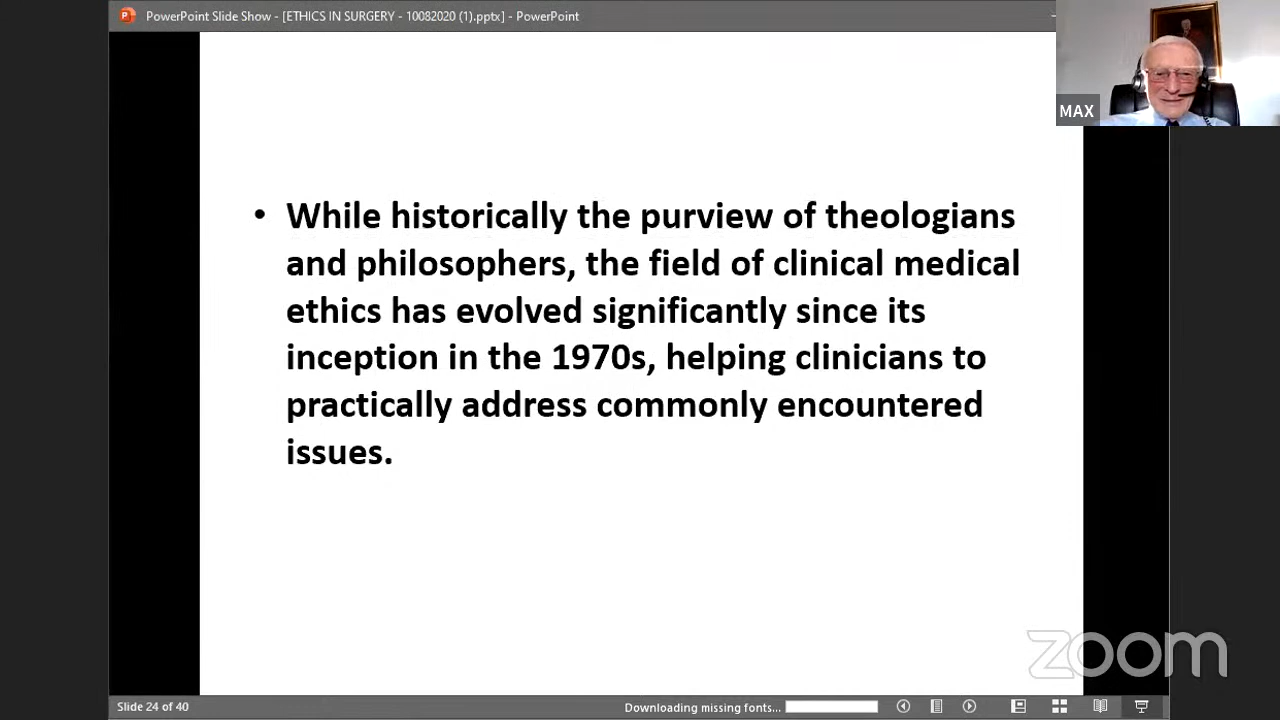 PowerPoint Slide Show - [ETHICS IN SURGERY - 10082020 (1).pptx] - PowerPoint
MAX
• While historically the purview of theologians
and philosophers, the field of clinical medical
ethics has evolved significantly since its
inception in the 1970s, helping clinicians to
practically address commonly encountered
issues.
zoom
Slide 24 of 40
Downloading missing fonts...